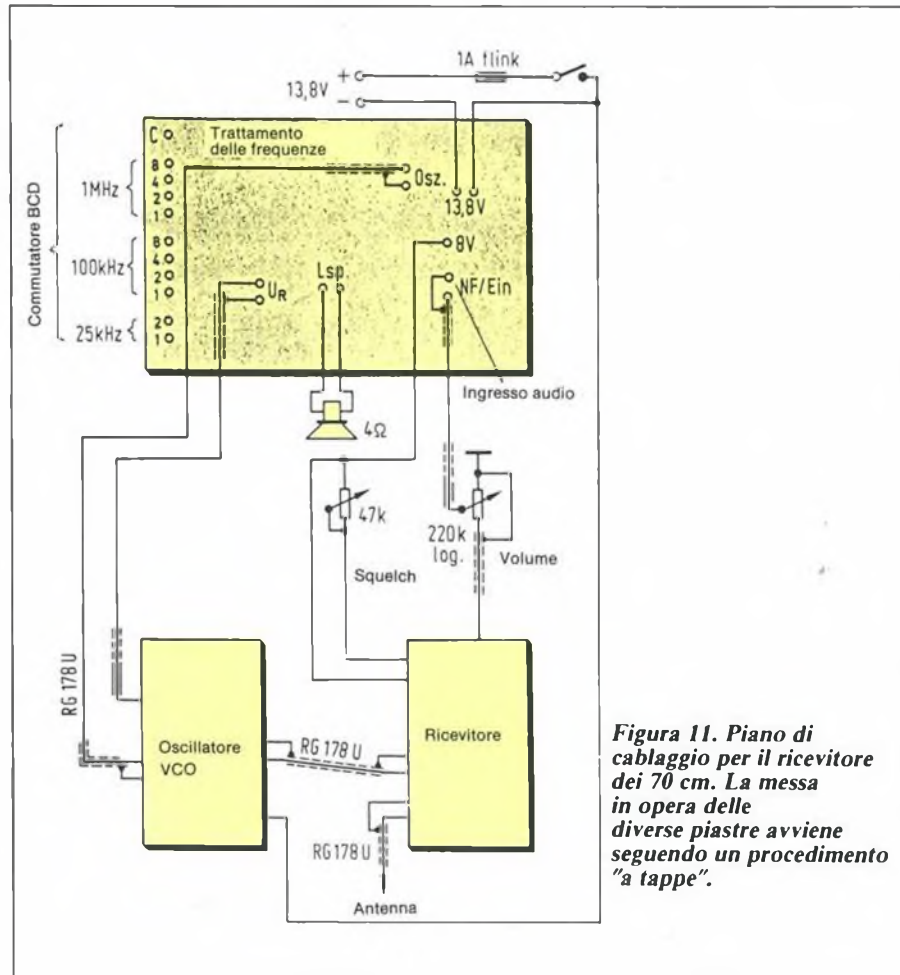 1A flink
+
13,8V
-
Commutatore BCD
C
Trattamento
delle frequenze
1MHz
8
4
2
1
Osz.
13,8V
100kHz
8
4
2
1
8V
UR
Lsp
NF/Ein
25kHz
2
1
Ingresso audio
4Ω
47k
Squelch
220k
log.
Volume
RG 178 U
Oscillatore
VCO
RG 178 U
Ricevitore
RG 178 U
Antenna
Figura 11. Piano di
cablaggio per il ricevitore
dei 70 cm. La messa
in opera delle
diverse piastre avviene
seguendo un procedimento
"a tappe".